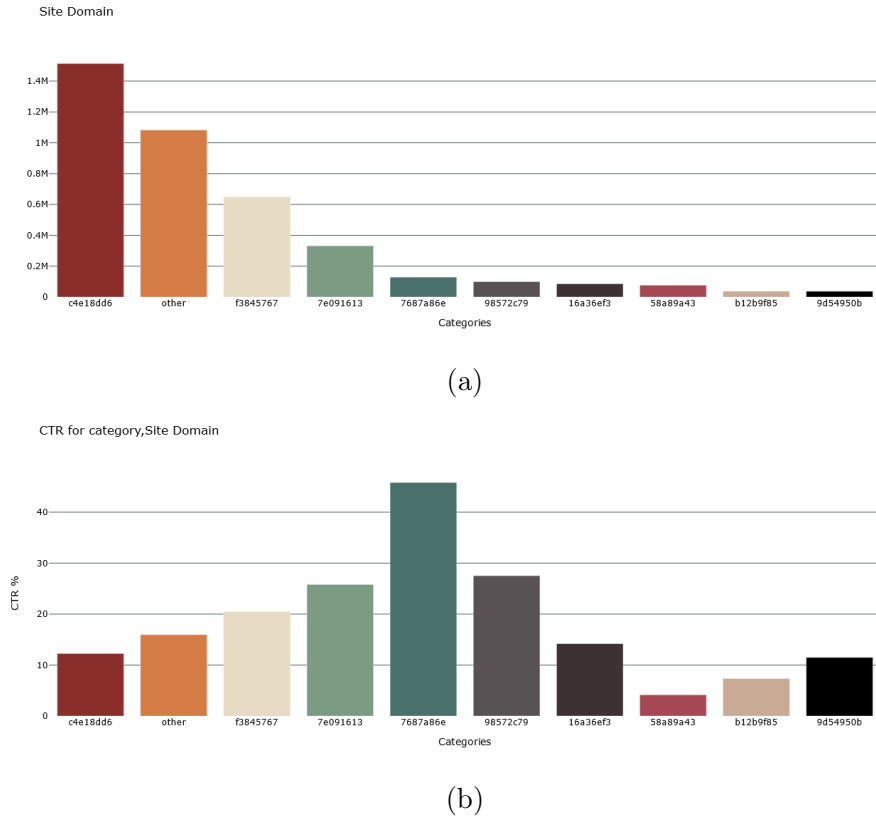 Site Domain
1.4M
1.2M
1M
0.8M
0.6M
0.4M
0.2M
0
c4e18dd6 other f3845767 7e091613 7687a86e 98572c79 16a36ef3 58a89a43 b12b9f85 9d54950b
Categories
(a)
CTR for category,Site Domain
40
30
CTR %
20
10
0
c4e18dd6 other f3845767 7e091613 7687a86e 98572c79 16a36ef3 58a89a43 b12b9f85 9d54950b
Categories
(b)